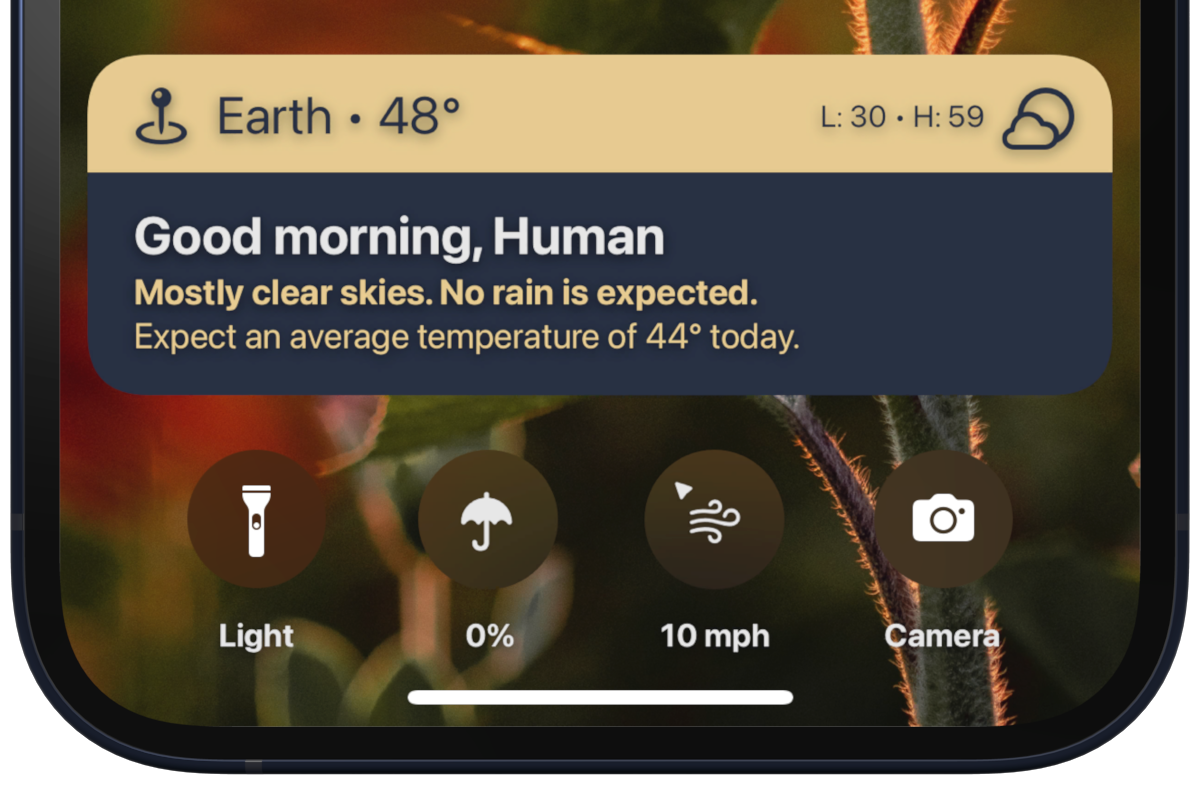 Earth • 48°
L: 30 • H: 59
Good morning, Human
Mostly clear skies. No rain is expected.
Expect an average temperature of 44° today.
Light
0%
10 mph
Camera